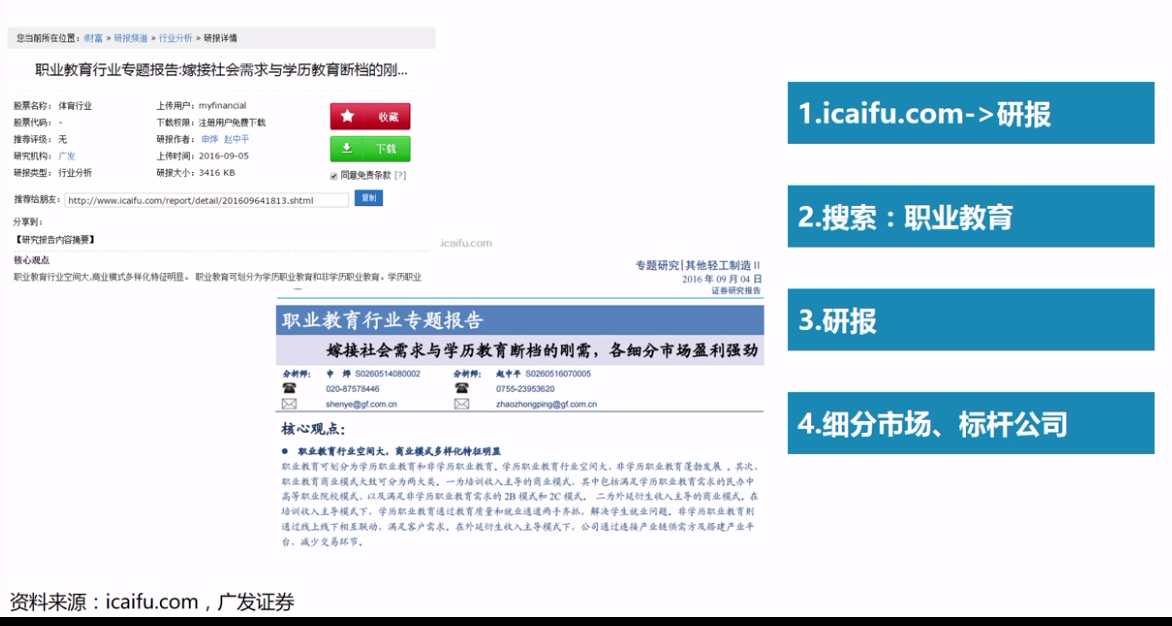 您当前所在位置：i财富 » 研报频道 » 行业分析 » 研报详情
职业教育行业专题报告:嫁接社会需求与学历教育断档的刚...
股票名称： 体育行业
上传用户： myfinancial
股票代码： -
下载权限： 注册用户免费下载
推荐评级： 无
研报作者： 申烨 赵中平
研究机构： 广发
上传时间： 2016-09-05
研报类型： 行业分析
研报大小： 3416 KB
收藏
下载
同意免责条款 [?]
推荐给朋友： http://www.icaifu.com/report/detail/201609641813.shtml 复制
分享到：
【研究报告内容摘要】
核心观点
职业教育行业空间大,商业模式多样化特征明显。 职业教育可划分为学历职业教育和非学历职业教育。学历职业
.icaifu.com
专题研究|其他轻工制造 II
2016 年 09 月 04 日
证券研究报告
职业教育行业专题报告
嫁接社会需求与学历教育断档的刚需，各细分市场盈利强劲
分析师： 申 烨 S0260514080002
分析师： 赵中平 S0260516070005
020-87578446
0755-23953620
shenye@gf.com.cn
zhaozhongping@gf.com.cn
核心观点：
● 职业教育行业空间大，商业模式多样化特征明显
职业教育可划分为学历职业教育和非学历职业教育。学历职业教育行业空间大，非学历职业教育蓬勃发展 。其次，
职业教育商业模式大致可分为两大类。一为培训收入主导的商业模式，其中包括满足学历职业教育需求的民办中
高等职业院校模式，以及满足非学历职业教育需求的 2B 模式和 2C 模式。 二为外延衍生收入主导的商业模式。在
培训收入主导模式下，学历职业教育通过教育质量和就业通道两手齐抓，解决学生就业问题。非学历职业教育则
通过线上线下相互联动，满足客户需求。在外延衍生收入主导模式下，公司通过连接产业链供需方及搭建产业平
台，减少交易环节。
1.icaifu.com->研报
2.搜索：职业教育
3.研报
4.细分市场、标杆公司
资料来源：icaifu.com，广发证券